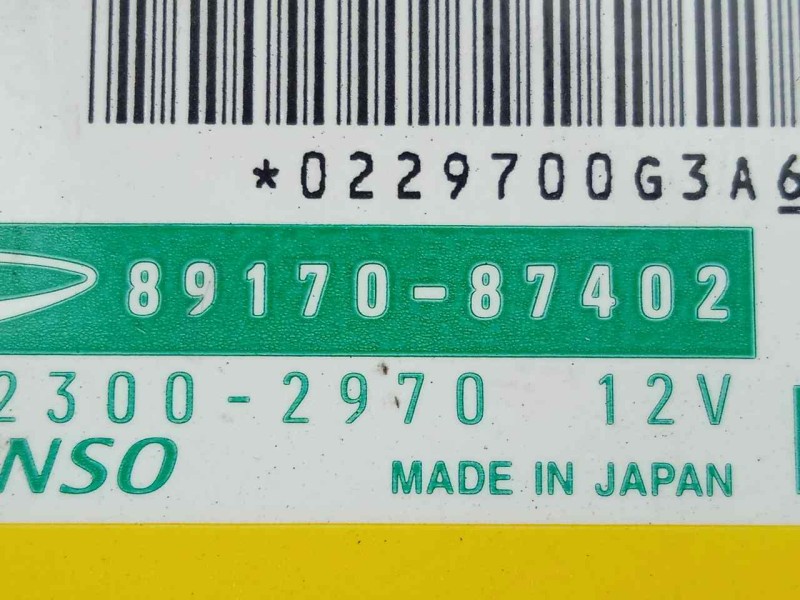 *0229700G3A6
89170-87402
2300-2970 12V
NSO
MADE IN JAPAN